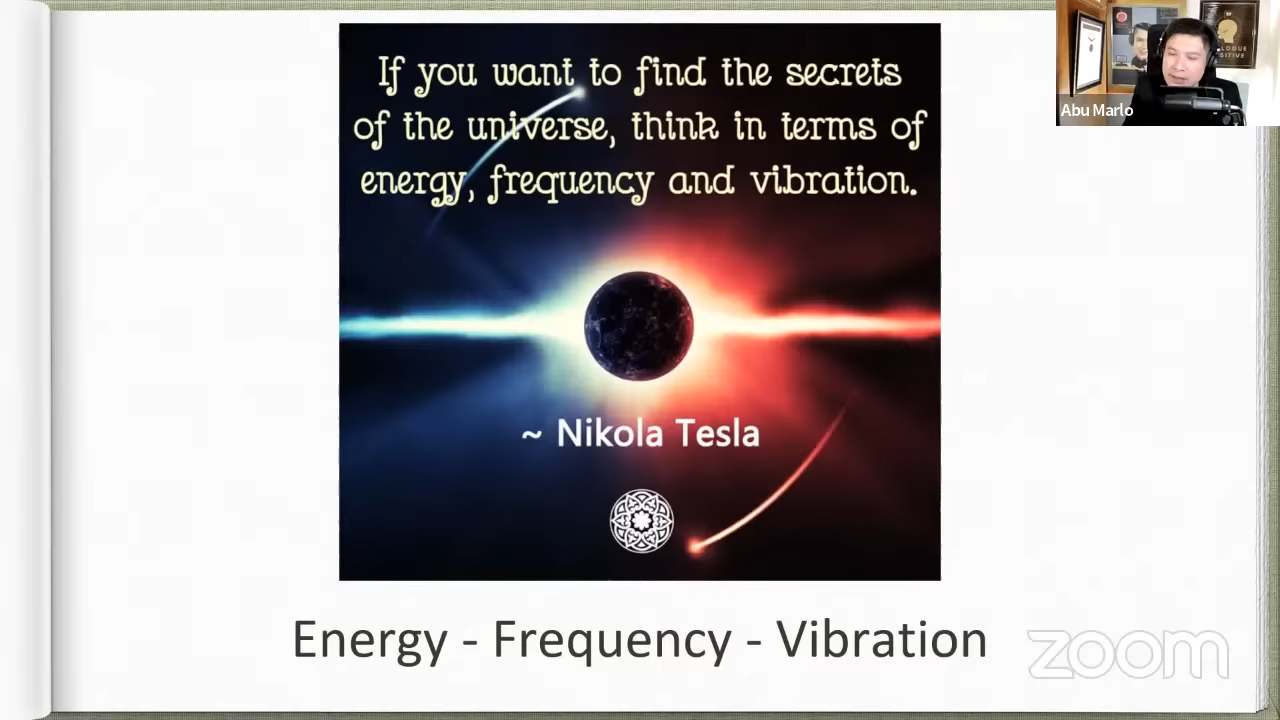 If you want to find the secrets
of the universe, think in terms of
energy, frequency and vibration.
~ Nikola Tesla
Energy - Frequency - Vibration
zoom
Abu Marlo